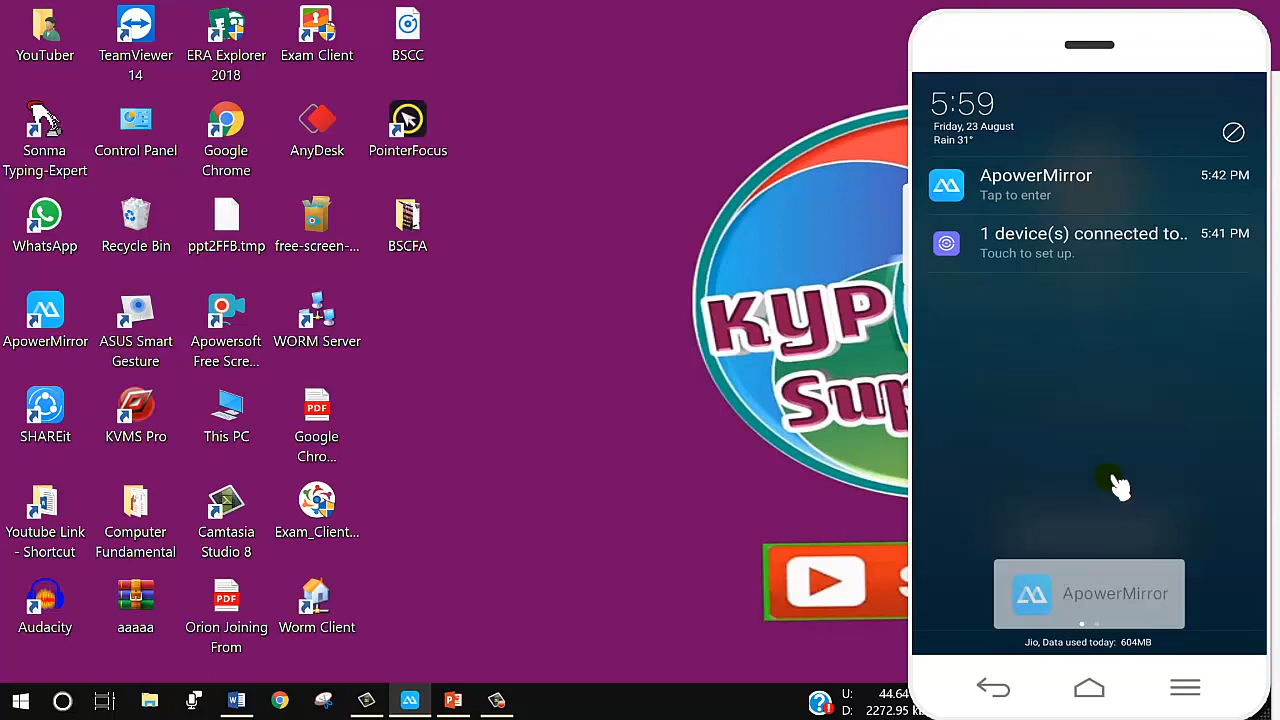 YouTuber
TeamViewer
14
ERA Explorer
2018
Exam Client
BSCC
Sonma
Typing-Expert
Control Panel
Google
Chrome
AnyDesk
PointerFocus
WhatsApp
Recycle Bin
ppt2FFB.tmp
free-screen-...
BSCFA
ApowerMirror
ASUS Smart
Gesture
Apowersoft
Free Scre...
WORM Server
SHAREit
KVMS Pro
This PC
PDF
Google
Chro...
Youtube Link
- Shortcut
Computer
Fundamental
Camtasia
Studio 8
Exam_Client...
Audacity
aaaaa
PDF
Orion Joining
From
Worm Client
KYP
Sup
S
U: 44.64
D: 2272.95 k
5:59
Friday, 23 August
Rain 31°
ApowerMirror
5:42 PM
Tap to enter
1 device(s) connected to..
5:41 PM
Touch to set up.
ApowerMirror
Jio, Data used today: 604MB